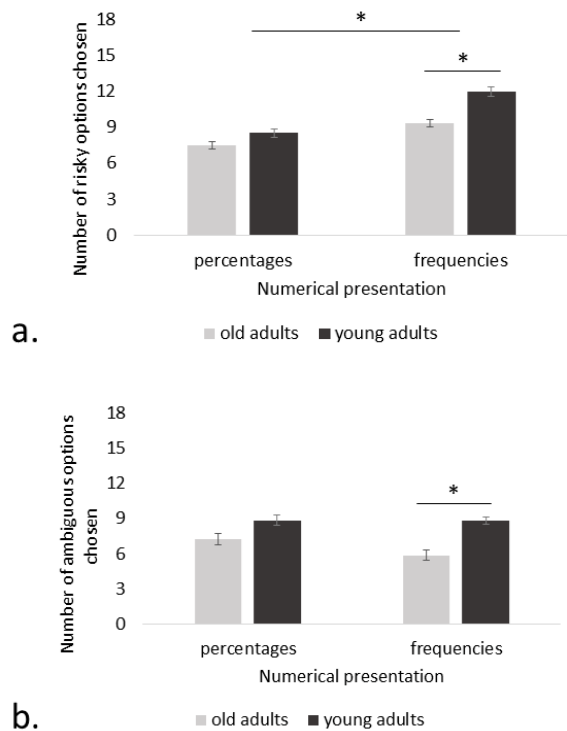 18
*
15
*
12
9
6
3
0
Number of risky options chosen
percentages
frequencies
Numerical presentation
old adults
young adults
a.
18
15
12
*
9
6
3
0
Number of ambiguous options
chosen
percentages
frequencies
Numerical presentation
old adults
young adults
b.